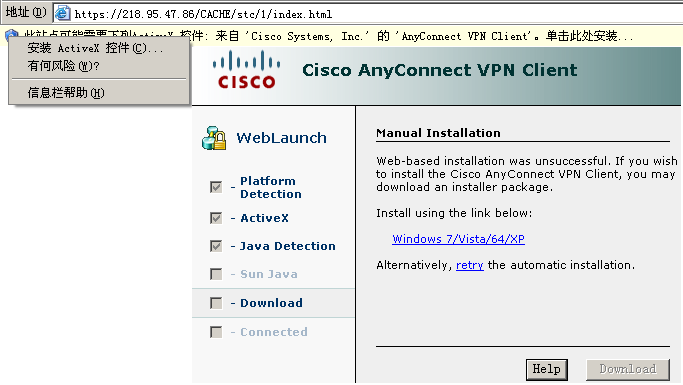 地址(D) https://218.95.47.86/CACHE/stc/1/index.html
此站点可能需要下列ActiveX 控件: 来自 'Cisco Systems, Inc.' 的 'AnyConnect VPN Client'。单击此处安装...
安装 ActiveX 控件(C)...
有何风险(W)?
信息栏帮助(H)
CISCO
Cisco AnyConnect VPN Client
WebLaunch
- Platform
Detection
- ActiveX
- Java Detection
- Sun Java
- Download
- Connected
Manual Installation
Web-based installation was unsuccessful. If you wish
to install the Cisco AnyConnect VPN Client, you may
download an installer package.
Install using the link below:
Windows 7/Vista/64/XP
Alternatively, retry the automatic installation.
Help
Download